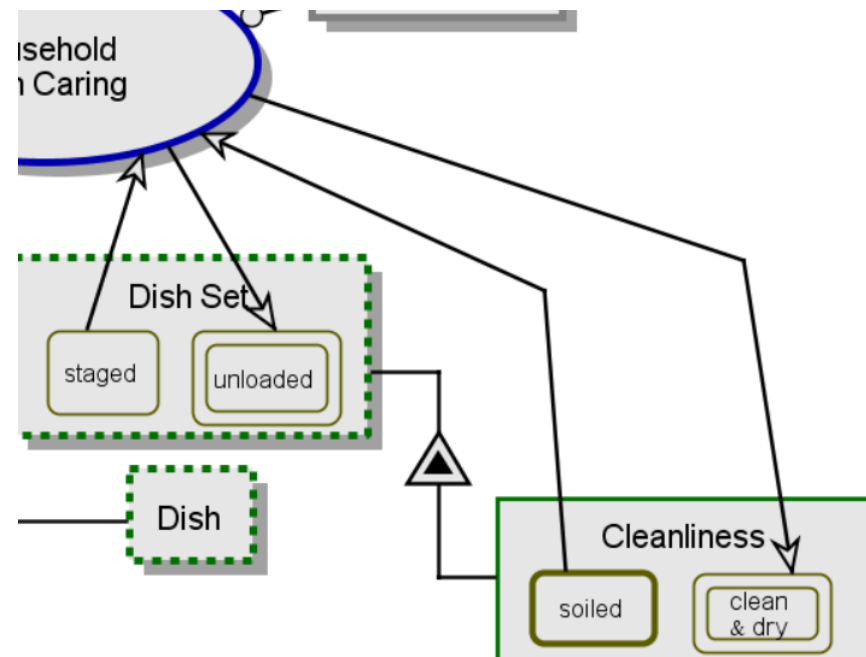 usehold
Caring
Dish Set
staged
unloaded
Dish
Cleanliness
soiled
clean
& dry